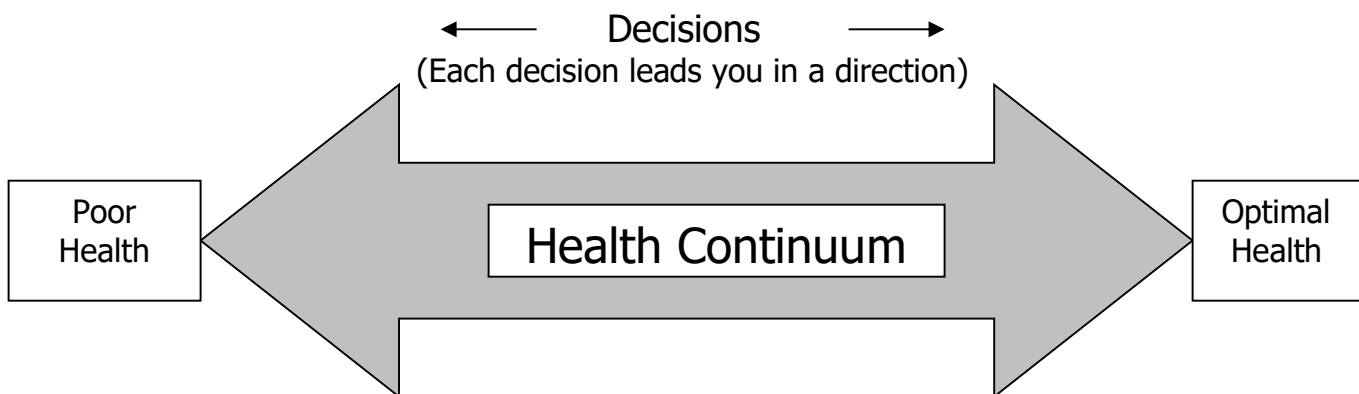 Decisions
(Each decision leads you in a direction)
Poor
Health
Health Continuum
Optimal
Health